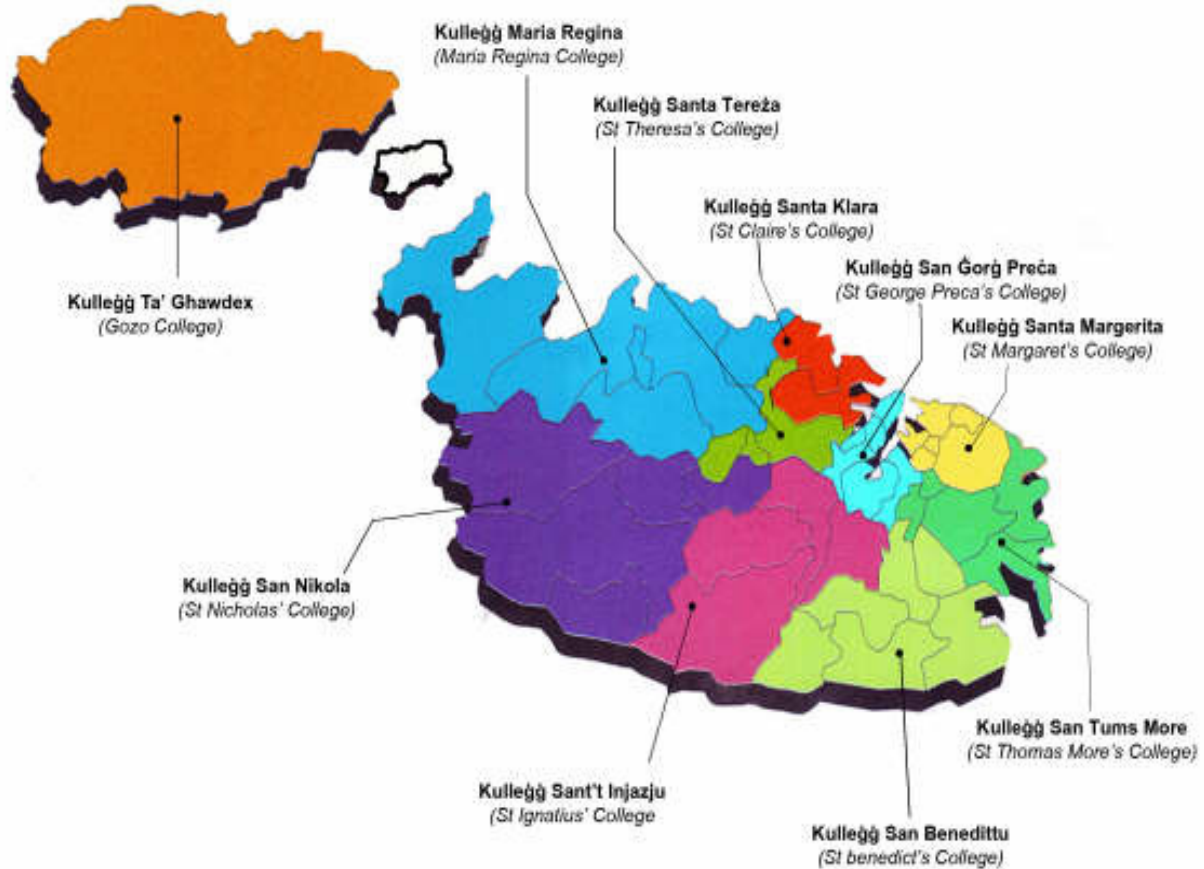 Kulleġġ Maria Regina
(Maria Regina College)
Kulleġġ Santa Tereża
(St Theresa's College)
Kulleġġ Santa Klara
(St Claire's College)
Kulleġġ San Ġorġ Preċa
(St George Preca's College)
Kulleġġ Santa Margerita
(St Margaret's College)
Kulleġġ Ta' Għawdex
(Gozo College)
Kulleġġ San Nikola
(St Nicholas' College)
Kulleġġ San Tums More
(St Thomas More's College)
Kulleġġ Sant't Injazju
(St Ignatius' College
Kulleġġ San Benedittu
(St benedict's College)